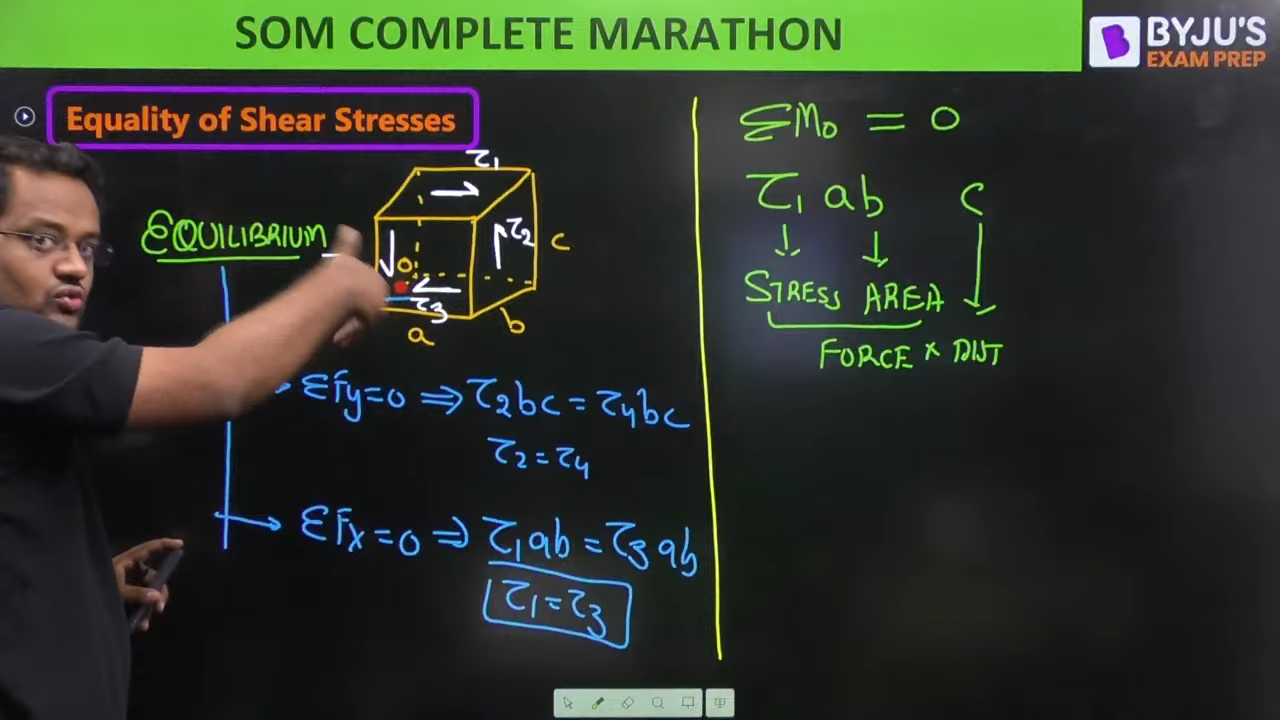 SOM COMPLETE MARATHON
BYJU'S
EXAM PREP
Equality of Shear Stresses
EQUILIBRIUM
τ1
τ2
c
o
τ3
a
b
ΣFy=0 ⇒ τ2bc = τ4bc
τ2=τ4
ΣFx=0 ⇒ τ1ab = τ3ab
τ1=τ3
ΣMo = 0
τ1 ab c
STRESS AREA
FORCE × DIST